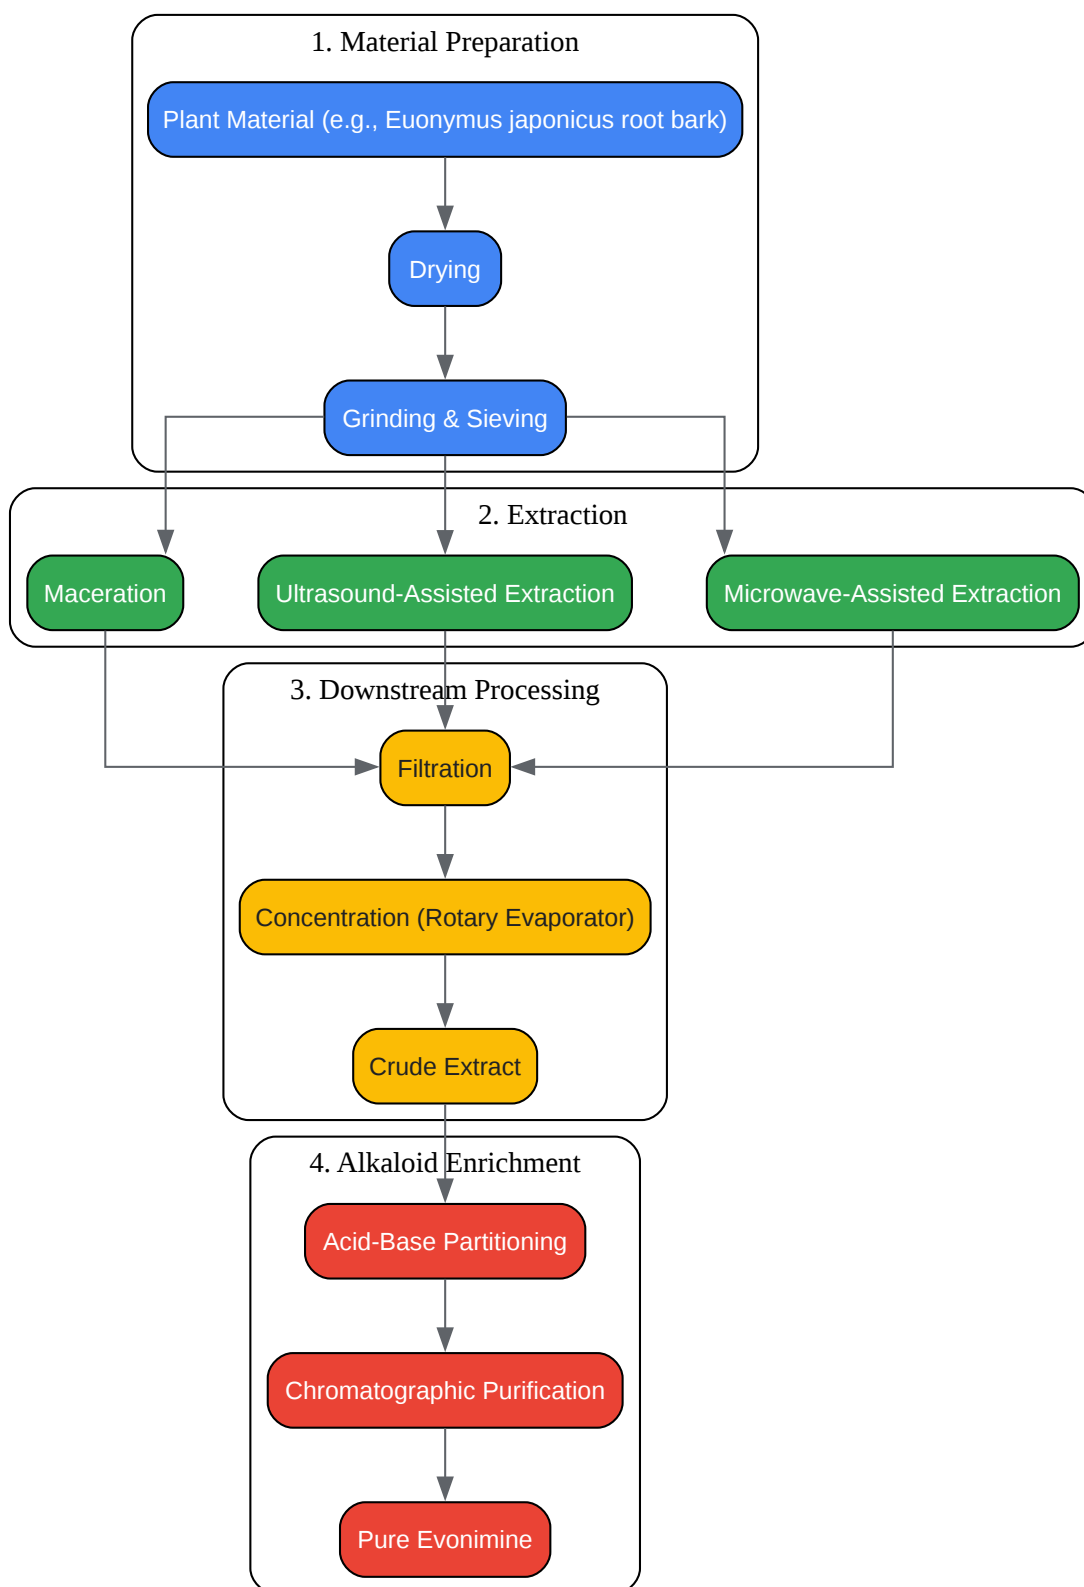 1. Material Preparation
Plant Material (e.g., Euonymus japonicus root bark)
Drying
Grinding & Sieving
2. Extraction
Maceration
Ultrasound-Assisted Extraction
Microwave-Assisted Extraction
3. Downstream Processing
Filtration
Concentration (Rotary Evaporator)
Crude Extract
4. Alkaloid Enrichment
Acid-Base Partitioning
Chromatographic Purification
Pure Evonimine